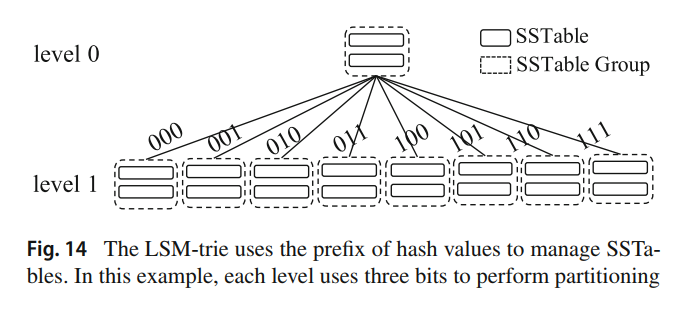 level 0
SSTable
SSTable Group
000 001 010 011 100 101 110 111
level 1
Fig. 14 The LSM-trie uses the prefix of hash values to manage SSTa-
bles. In this example, each level uses three bits to perform partitioning